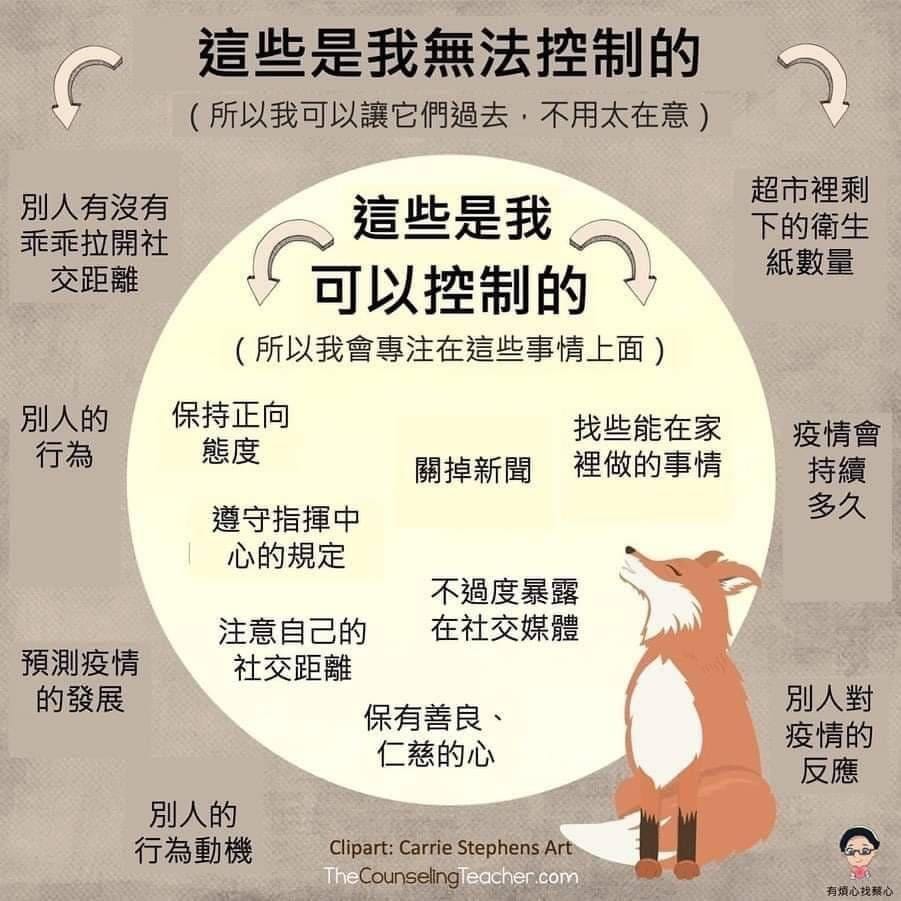 這些是我無法控制的
(所以我可以讓它們過去，不用太在意)
別人有沒有
乖乖拉開社
交距離
超市裡剩
下的衛生
紙數量
這些是我
可以控制的
(所以我會專注在這些事情上面)
別人的
行為
保持正向
態度
關掉新聞
找些能在家
裡做的事情
疫情會
持續
多久
遵守指揮中
心的規定
不過度暴露
在社交媒體
注意自己的
社交距離
預測疫情
的發展
保有善良、
仁慈的心
別人對
疫情的
反應
別人的
行為動機
Clipart: Carrie Stephens Art
TheCounselingTeacher.com
有煩心找蔡心